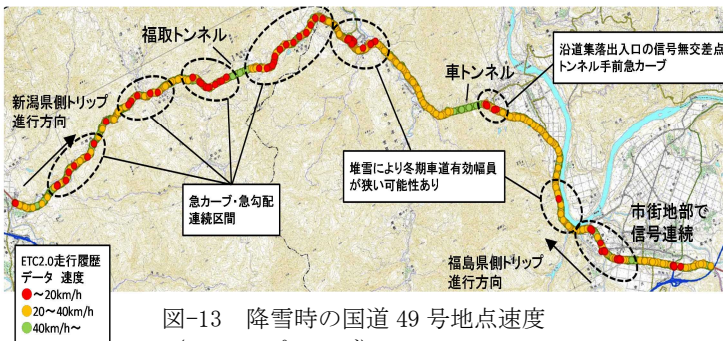 福取トンネル
沿道集落出入口の信号無交差点
トンネル手前急カーブ
車トンネル
新潟県側トリップ
進行方向
堆雪により冬期車道有効幅員
が狭い可能性あり
急カーブ・急勾配
連続区間
市街地部で
信号連続
福島県側トリップ
進行方向
ETC2.0走行履歴
データ 速度
～20km/h
20～40km/h
40km/h～
図-13 降雪時の国道 49 号地点速度